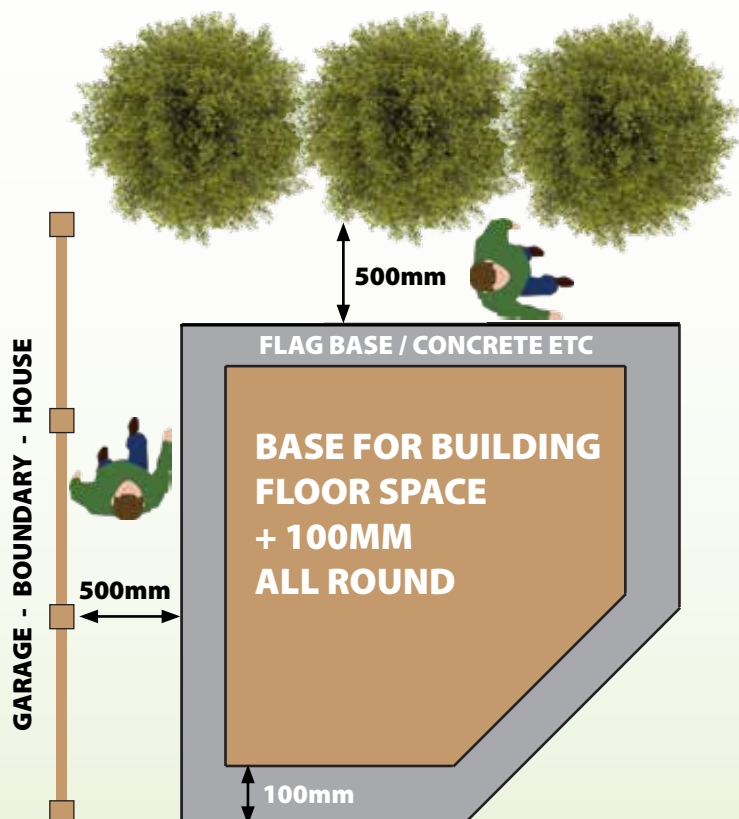 500mm
FLAG BASE / CONCRETE ETC
GARAGE - BOUNDARY - HOUSE
BASE FOR BUILDING
FLOOR SPACE
+ 100MM
ALL ROUND
500mm
100mm